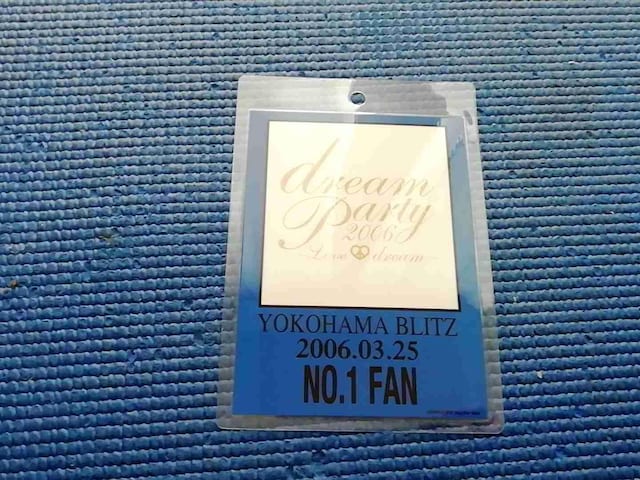 dream
Party
2006
~Love dream~
YOKOHAMA BLITZ
2006.03.25
NO.1 FAN